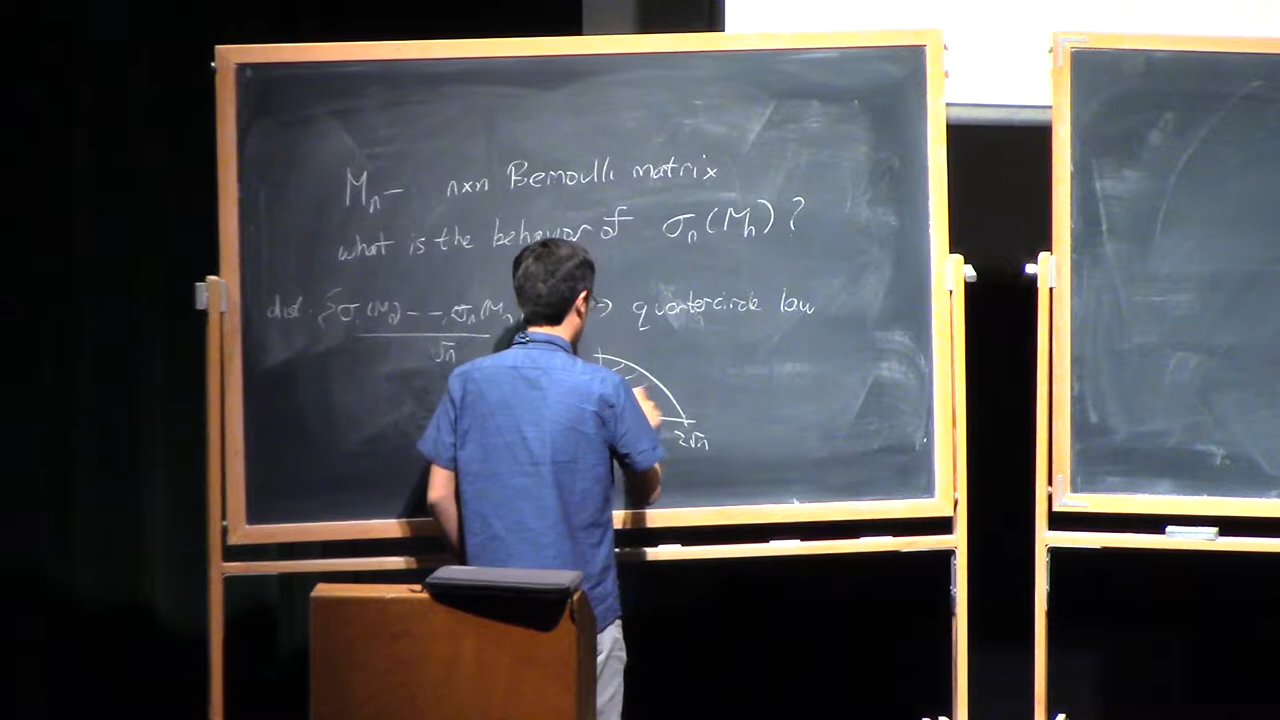 Mₙ – n×n Bernoulli matrix
what is the behavior of σₙ(Mₙ)?
dist. {σ₁(Mₙ) - - -, σₙ(Mₙ → quartercircle law
√n
2√n